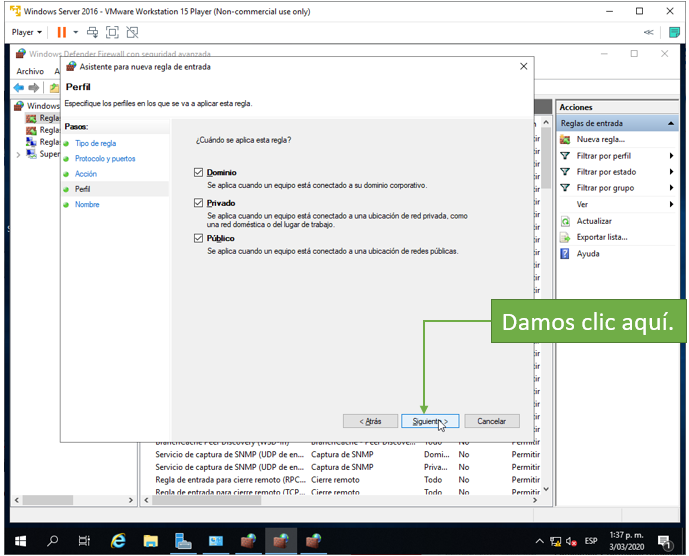 Windows Server 2016 - VMware Workstation 15 Player (Non-commercial use only)
Player
Windows Defender Firewall con seguridad avanzada
Archivo
Asistente para nueva regla de entrada
Perfil
Especifique los perfiles en los que se va a aplicar esta regla.
Pasos:
Tipo de regla
Protocolo y puertos
Acción
Perfil
Nombre
¿Cuándo se aplica esta regla?
Dominio
Se aplica cuando un equipo está conectado a su dominio corporativo.
Privado
Se aplica cuando un equipo está conectado a una ubicación de red privada, como
una red doméstica o del lugar de trabajo.
Público
Se aplica cuando un equipo está conectado a una ubicación de redes públicas.
< Atrás
Siguiente >
Cancelar
Windows
Regla
Regla
Regla
Super
Acciones
Reglas de entrada
Nueva regla...
Filtrar por perfil
Filtrar por estado
Filtrar por grupo
Ver
Actualizar
Exportar lista...
Ayuda
Damos clic aquí.
BranchCache Peer Discovery (WSD-In) BranchCache - Peer Discove... Todo No Permitir
Servicio de captura de SNMP (UDP de en... Captura de SNMP Domi... No Permitir
Servicio de captura de SNMP (UDP de en... Captura de SNMP Priva... No Permitir
Regla de entrada para cierre remoto (RPC... Cierre remoto Todo No Permitir
Regla de entrada para cierre remoto (TCP... Cierre remoto Todo No Permitir
ESP
1:37 p. m.
3/03/2020
1